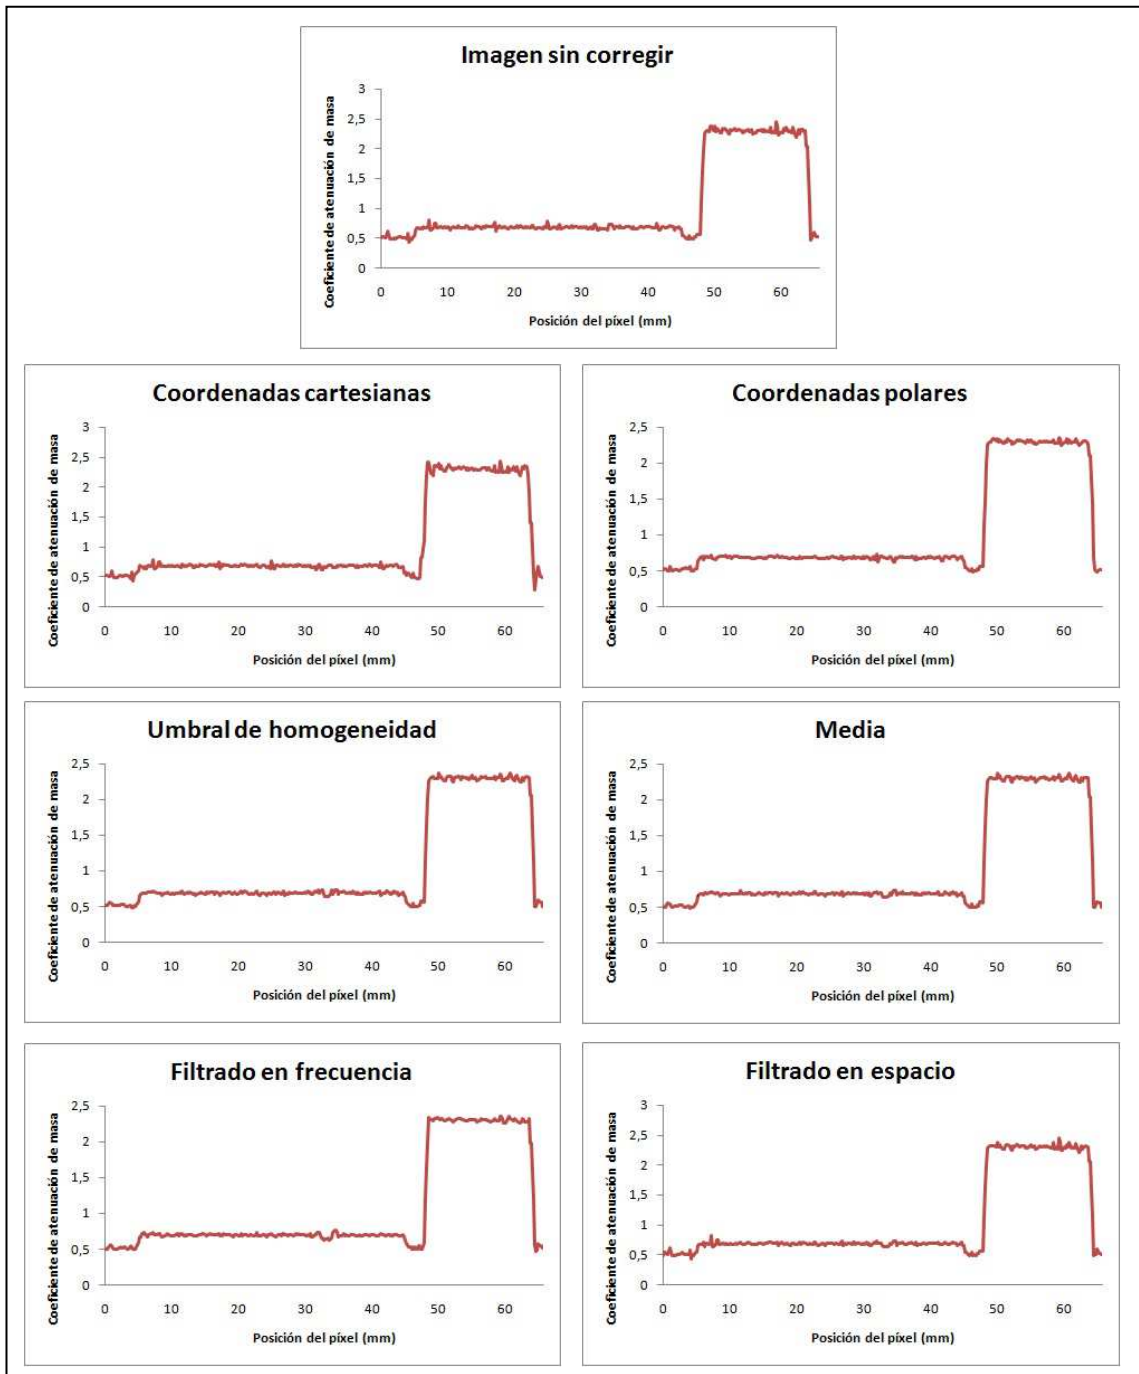 Imagen sin corregir
Coeficiente de atenuación de masa
3
2,5
2
1,5
1
0,5
0
0 10 20 30 40 50 60
Posición del píxel (mm)
Coordenadas cartesianas
Coeficiente de atenuación de masa
3
2,5
2
1,5
1
0,5
0
0 10 20 30 40 50 60
Posición del píxel (mm)
Coordenadas polares
Coeficiente de atenuación de masa
2,5
2
1,5
1
0,5
0
0 10 20 30 40 50 60
Posición del píxel (mm)
Umbral de homogeneidad
Coeficiente de atenuación de masa
2,5
2
1,5
1
0,5
0
0 10 20 30 40 50 60
Posición del píxel (mm)
Media
Coeficiente de atenuación de masa
2,5
2
1,5
1
0,5
0
0 10 20 30 40 50 60
Posición del píxel (mm)
Filtrado en frecuencia
Coeficiente de atenuación de masa
2,5
2
1,5
1
0,5
0
0 10 20 30 40 50 60
Posición del píxel (mm)
Filtrado en espacio
Coeficiente de atenuación de masa
3
2,5
2
1,5
1
0,5
0
0 10 20 30 40 50 60
Posición del píxel (mm)